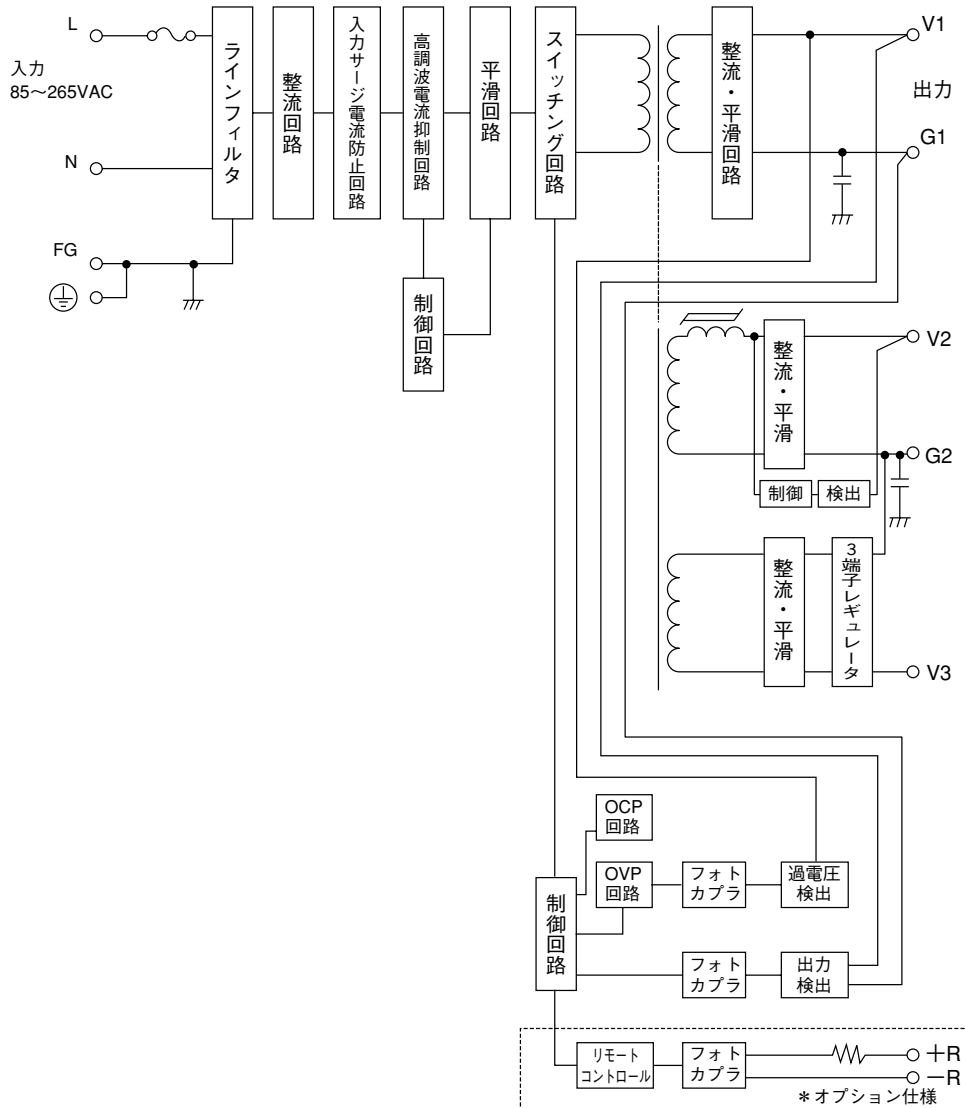 L
入力
85～265VAC
N
FG
ラインフィルタ
整流回路
入力サージ電流防止回路
高調波電流抑制回路
平滑回路
スイッチング回路
整流・平滑回路
V1
出力
G1
制御回路
整流・平滑
V2
G2
制御
検出
整流・平滑
3端子レギュレータ
V3
OCP
回路
OVP
回路
フォト
カプラ
過電圧
検出
制御回路
フォト
カプラ
出力
検出
リモート
コントロール
フォト
カプラ
＋R
－R
＊オプション仕様